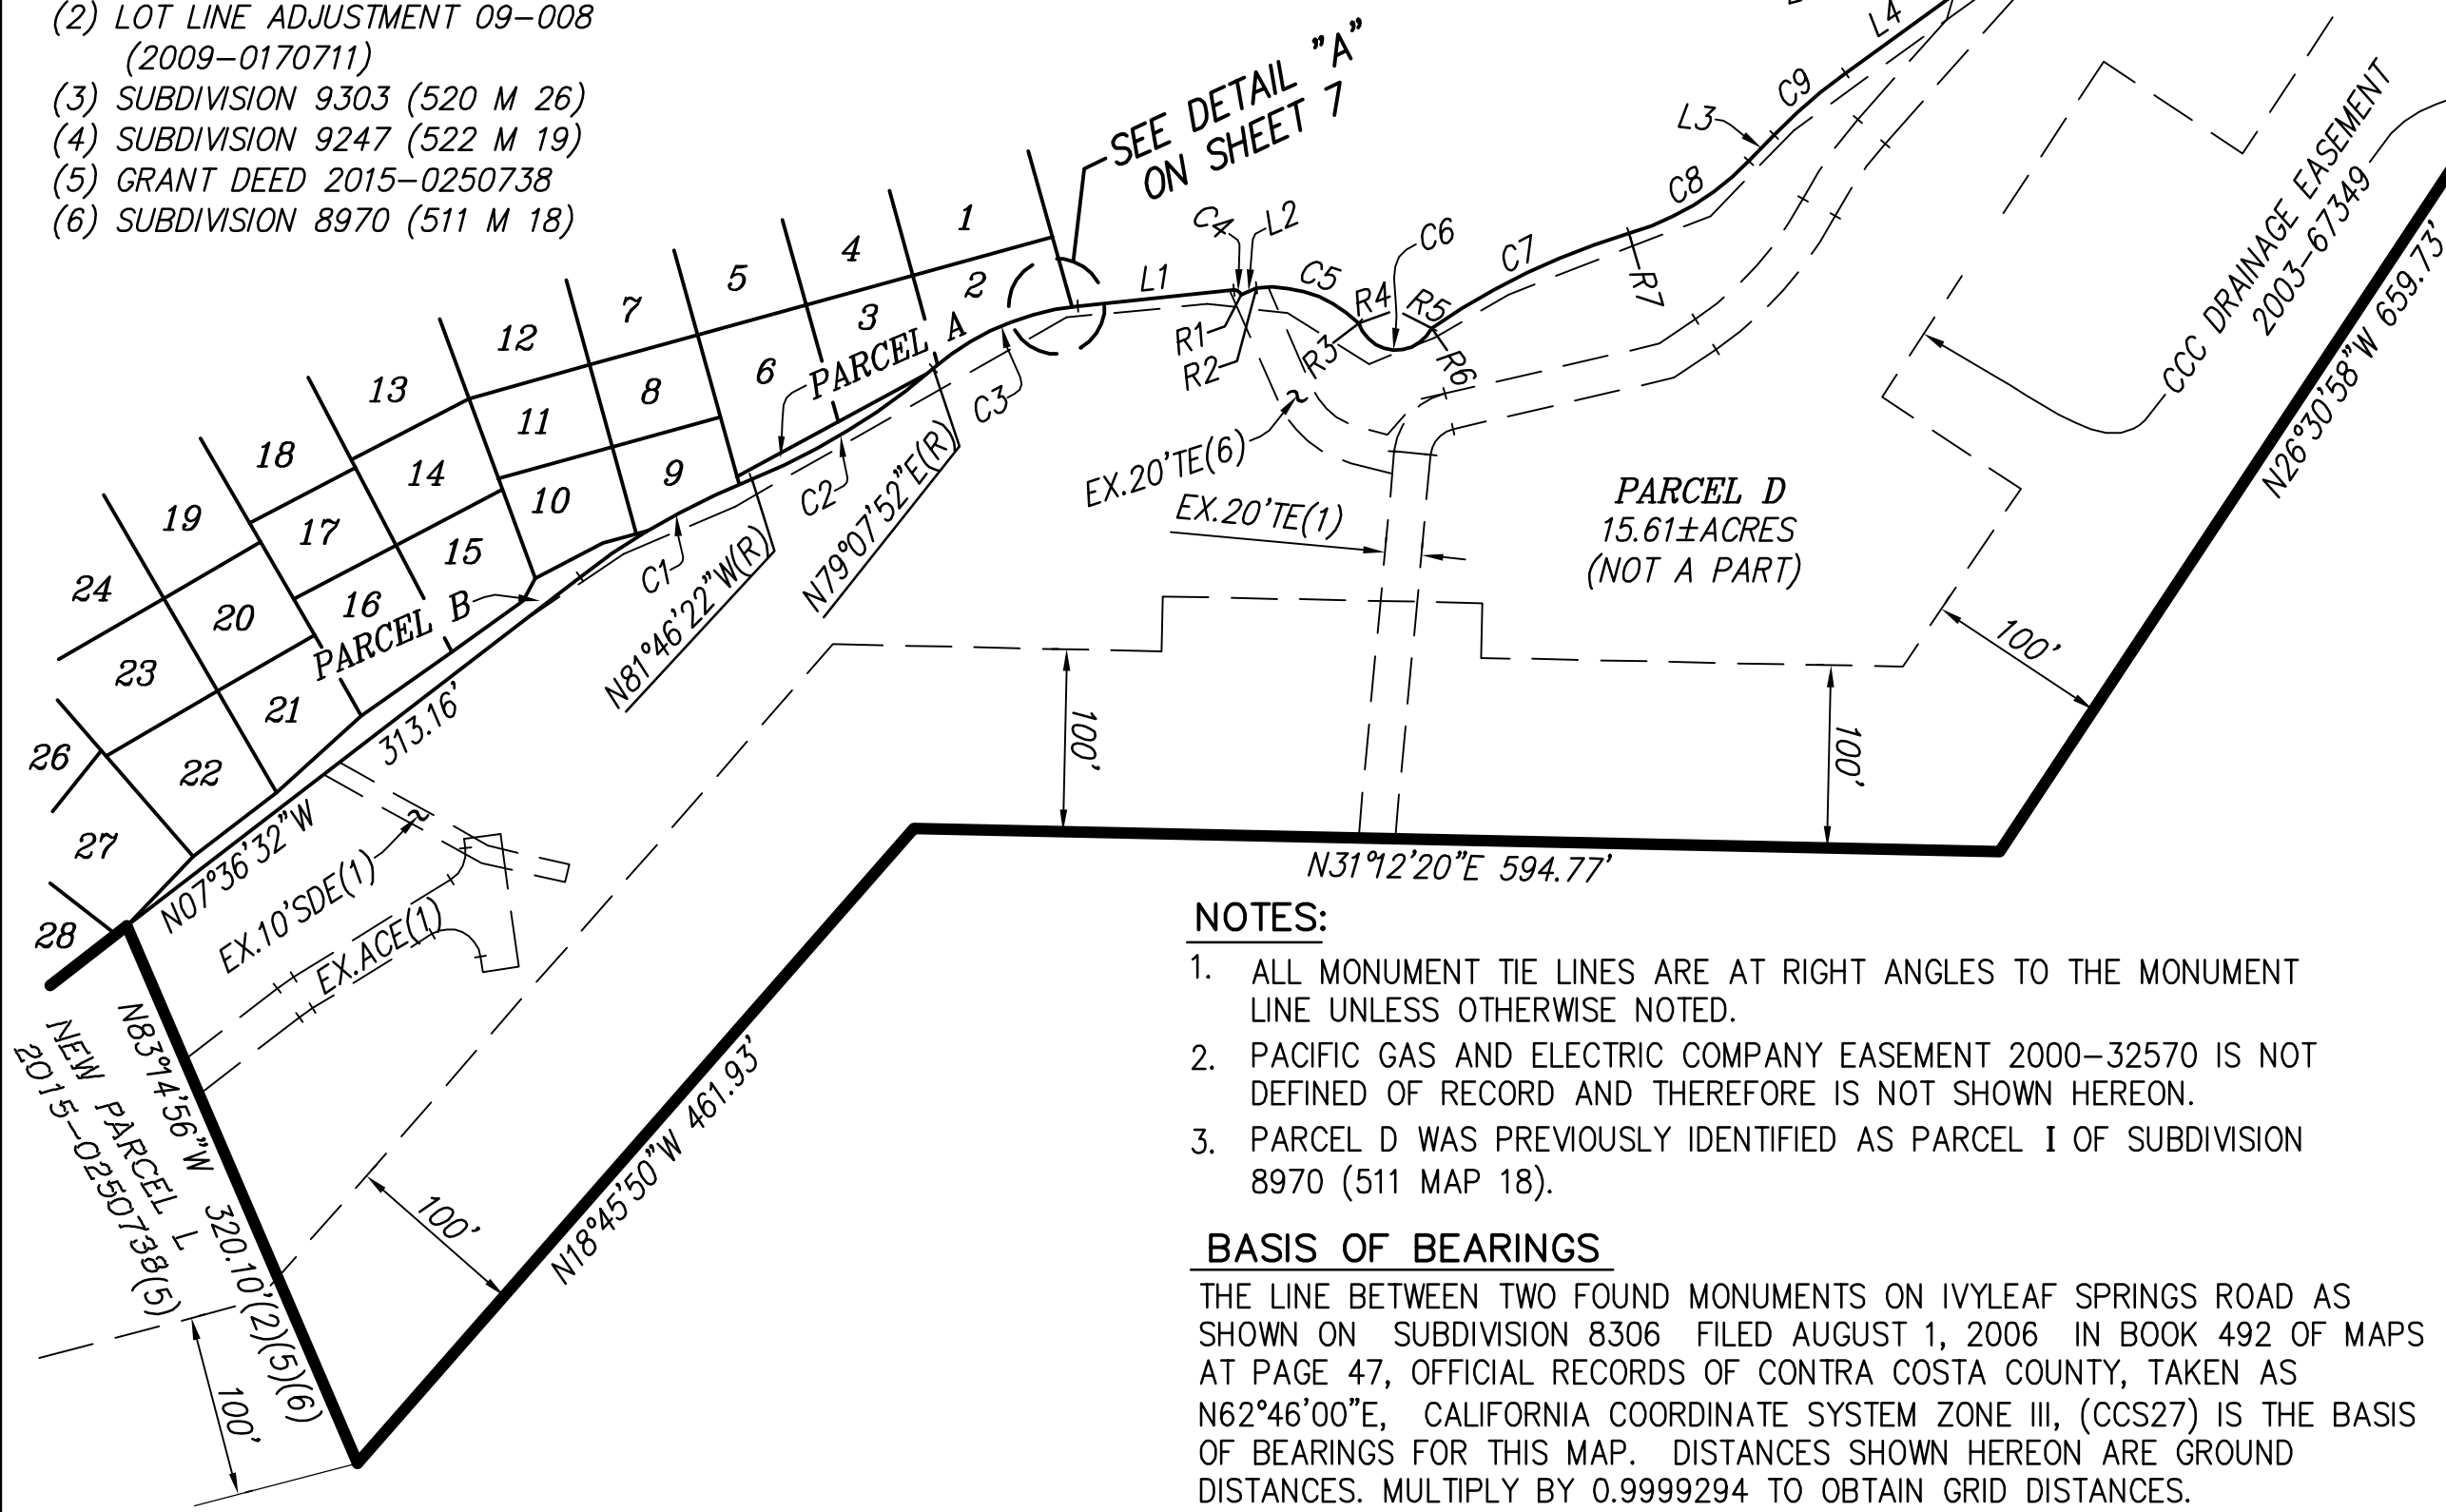 (2) LOT LINE ADJUSTMENT 09-008
(2009-0170711)
(3) SUBDIVISION 9303 (520 M 26)
(4) SUBDIVISION 9247 (522 M 19)
(5) GRANT DEED 2015-0250738
(6) SUBDIVISION 8970 (511 M 18)
SEE DETAIL "A"
ON SHEET 7
L4
C9
L3
C8
C4
L2
C6
C5
C7
R4
R5
R7
L1
R1
R2
R3
R6
CCC DRAINAGE EASEMENT
2003-67349
N26°30'58"W 659.73'
1
2
4
3
5
7
6
12
8
13
11
9
18
14
10
19
17
15
24
20
16
23
21
26
22
27
28
PARCEL A
PARCEL B
C3
C2
C1
N79°07'52"E(R)
N81°46'22"W(R)
EX.20'TE(6)
EX.20'TE(1)
PARCEL D
15.61±ACRES
(NOT A PART)
100'
100'
100'
313.16'
N07°36'32"W
EX.10'SDE(1)
EX.ACE(1)
N31°12'20"E 594.77'
N83°14'56"W 320.10'(2)(5)(6)
NEW PARCEL L
2015-0250738(5)
N18°45'50"W 461.93'
100'
100'
NOTES:
1. ALL MONUMENT TIE LINES ARE AT RIGHT ANGLES TO THE MONUMENT
LINE UNLESS OTHERWISE NOTED.
2. PACIFIC GAS AND ELECTRIC COMPANY EASEMENT 2000-32570 IS NOT
DEFINED OF RECORD AND THEREFORE IS NOT SHOWN HEREON.
3. PARCEL D WAS PREVIOUSLY IDENTIFIED AS PARCEL I OF SUBDIVISION
8970 (511 MAP 18).
BASIS OF BEARINGS
THE LINE BETWEEN TWO FOUND MONUMENTS ON IVYLEAF SPRINGS ROAD AS
SHOWN ON SUBDIVISION 8306 FILED AUGUST 1, 2006 IN BOOK 492 OF MAPS
AT PAGE 47, OFFICIAL RECORDS OF CONTRA COSTA COUNTY, TAKEN AS
N62°46'00"E, CALIFORNIA COORDINATE SYSTEM ZONE III, (CCS27) IS THE BASIS
OF BEARINGS FOR THIS MAP. DISTANCES SHOWN HEREON ARE GROUND
DISTANCES. MULTIPLY BY 0.9999294 TO OBTAIN GRID DISTANCES.